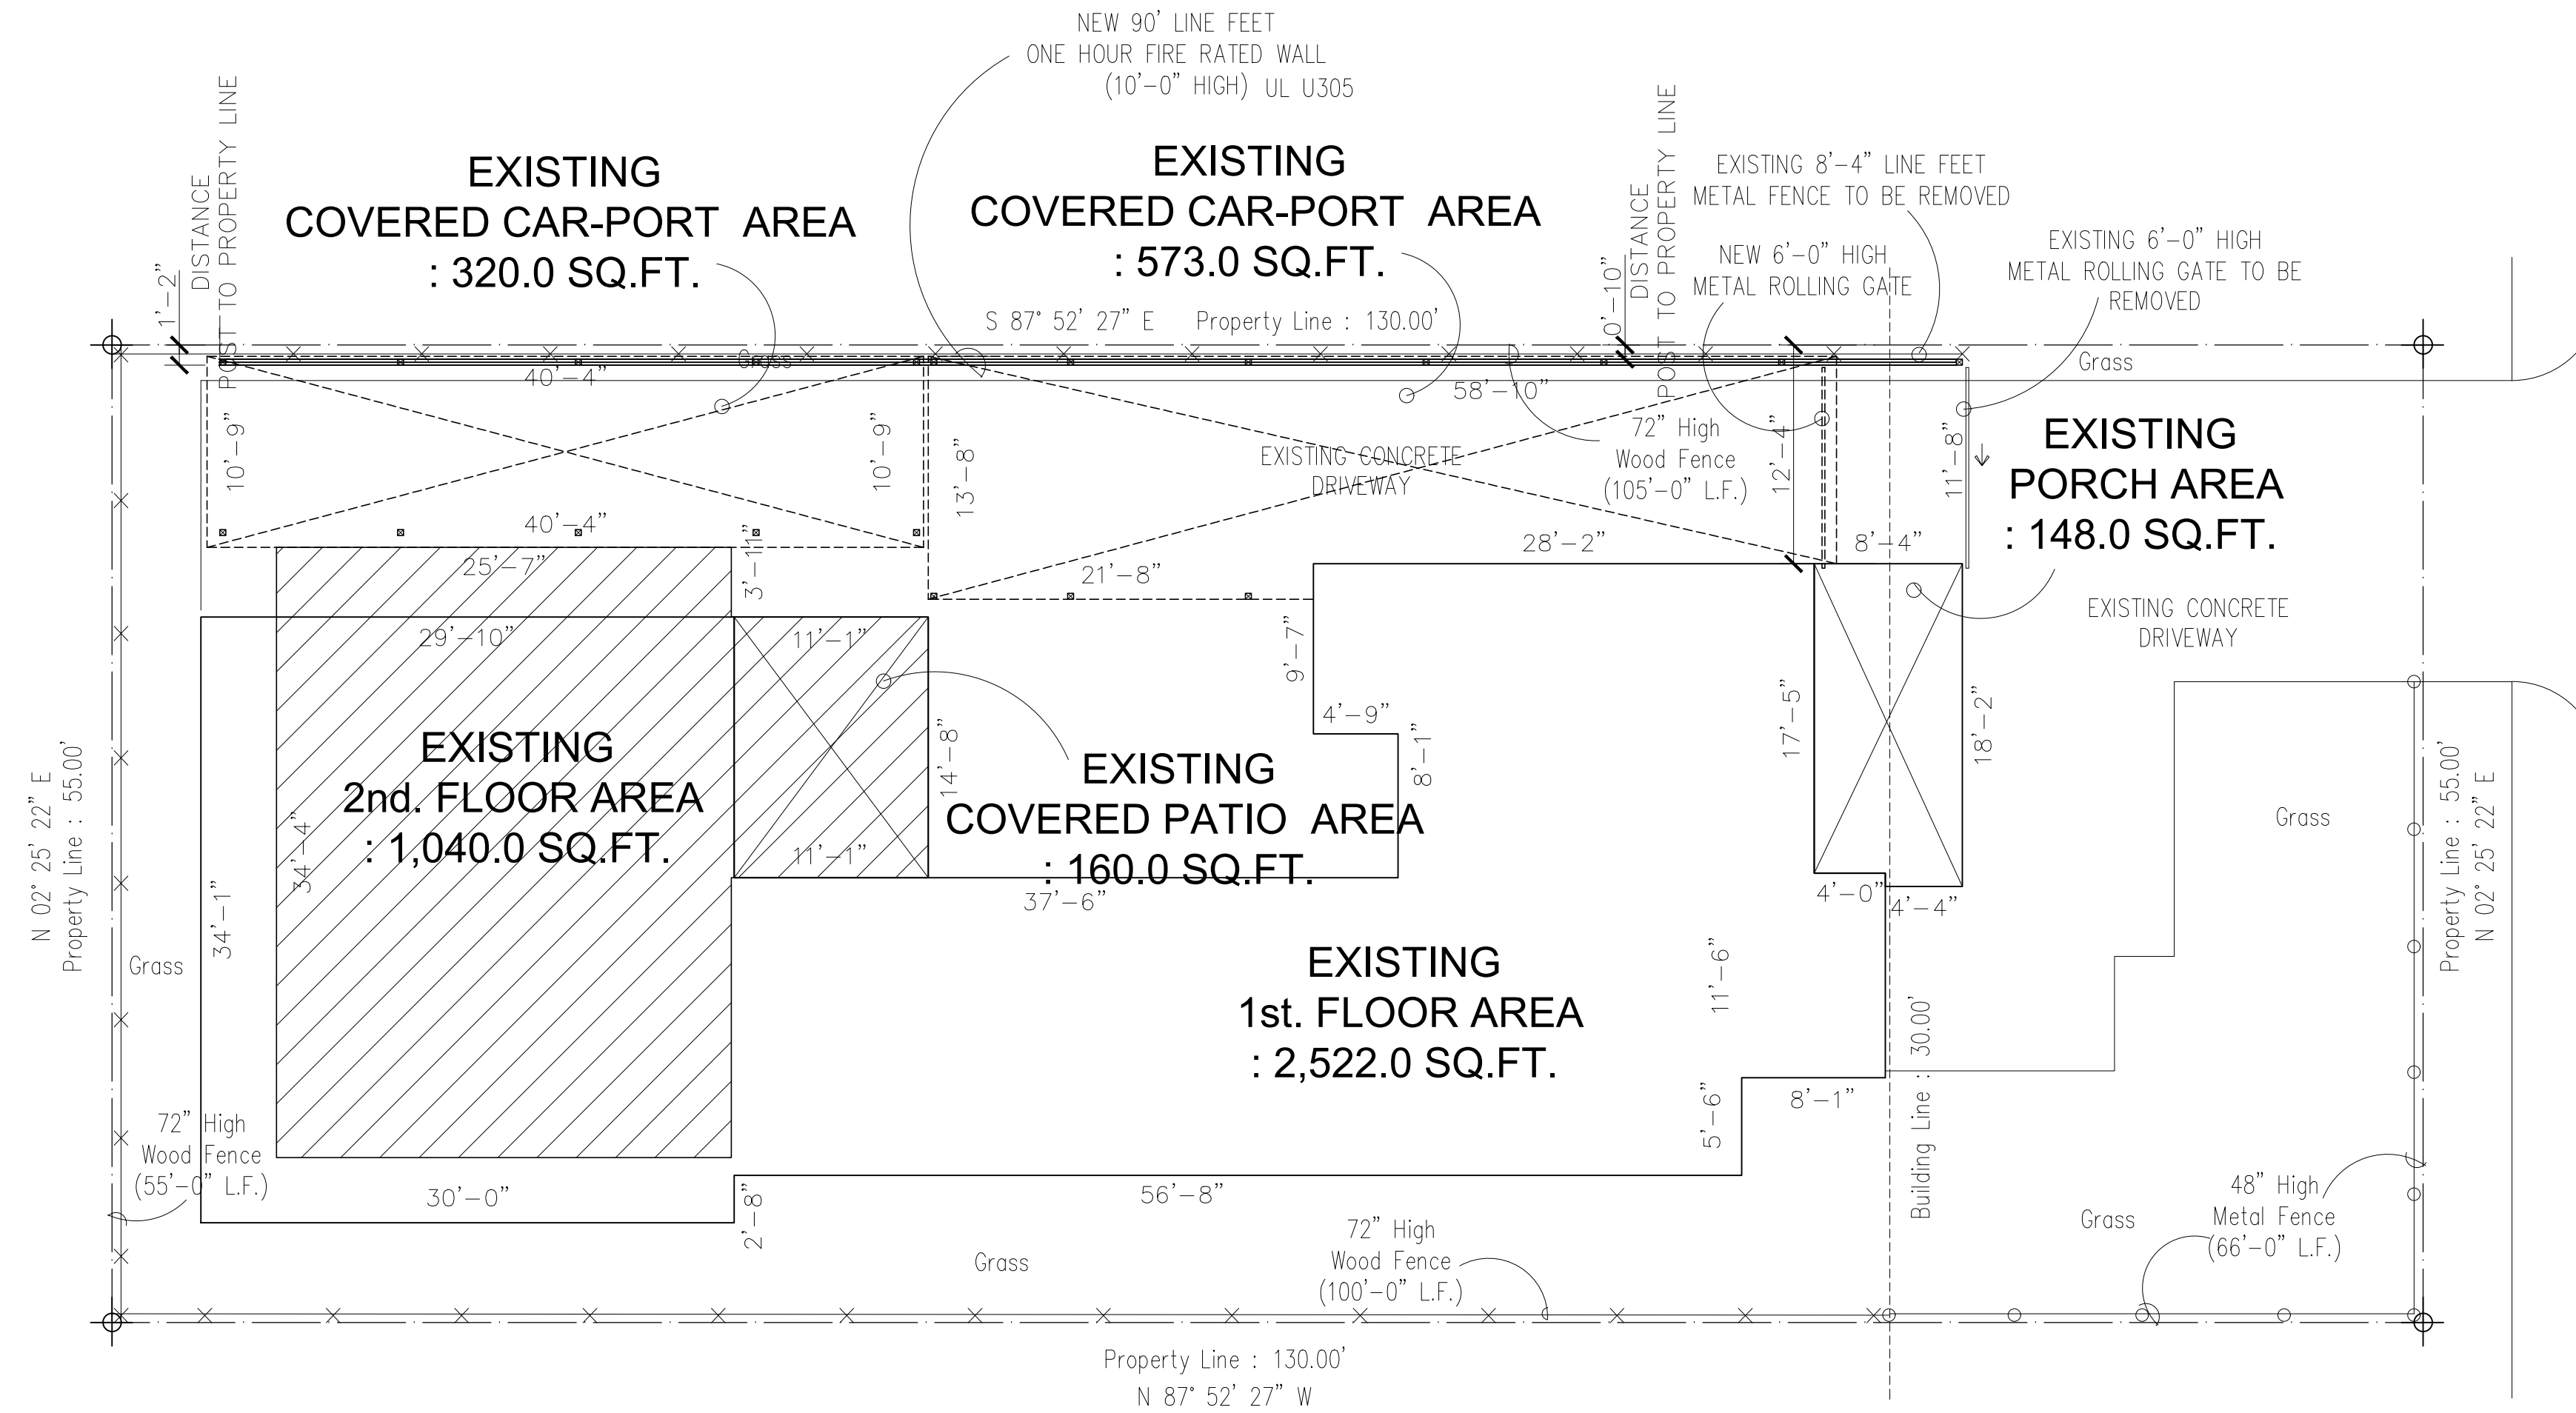 NEW 90' LINE FEET
ONE HOUR FIRE RATED WALL
(10'-0" HIGH) UL U305
DISTANCE
POST TO PROPERTY LINE
1'-2"
EXISTING
COVERED CAR-PORT AREA
: 320.0 SQ.FT.
EXISTING
COVERED CAR-PORT AREA
: 573.0 SQ.FT.
DISTANCE
POST TO PROPERTY LINE
0'-10"
EXISTING 8'-4" LINE FEET
METAL FENCE TO BE REMOVED
NEW 6'-0" HIGH
METAL ROLLING GATE
EXISTING 6'-0" HIGH
METAL ROLLING GATE TO BE
REMOVED
S 87° 52' 27" E Property Line : 130.00'
Grass
Grass
40'-4"
58'-10"
10'-9"
10'-9"
13'-8"
EXISTING CONCRETE
DRIVEWAY
72" High
Wood Fence
(105'-0" L.F.)
12'-4"
11'-8"
EXISTING
PORCH AREA
: 148.0 SQ.FT.
40'-4"
25'-7"
3'-11"
21'-8"
28'-2"
8'-4"
EXISTING CONCRETE
DRIVEWAY
29'-10"
11'-1"
9'-7"
4'-9"
8'-1"
14'-8"
17'-5"
18'-2"
N 02° 25' 22" E
Property Line : 55.00'
EXISTING
2nd. FLOOR AREA
: 1,040.0 SQ.FT.
34'-4"
34'-1"
11'-1"
EXISTING
COVERED PATIO AREA
: 160.0 SQ.FT.
37'-6"
4'-0"
4'-4"
Grass
Property Line : 55.00'
N 02° 25' 22" E
Grass
EXISTING
1st. FLOOR AREA
: 2,522.0 SQ.FT.
11'-6"
5'-6"
8'-1"
Building Line : 30.00'
72" High
Wood Fence
(55'-0" L.F.)
30'-0"
2'-8"
56'-8"
Grass
72" High
Wood Fence
(100'-0" L.F.)
Grass
48" High
Metal Fence
(66'-0" L.F.)
Property Line : 130.00'
N 87° 52' 27" W